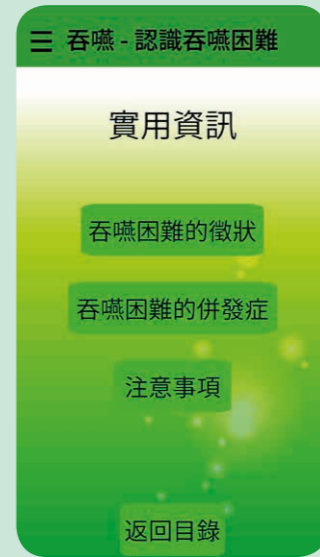 ☰ 吞嚥 - 認識吞嚥困難
實用資訊
吞嚥困難的徵狀
吞嚥困難的併發症
注意事項
返回目錄